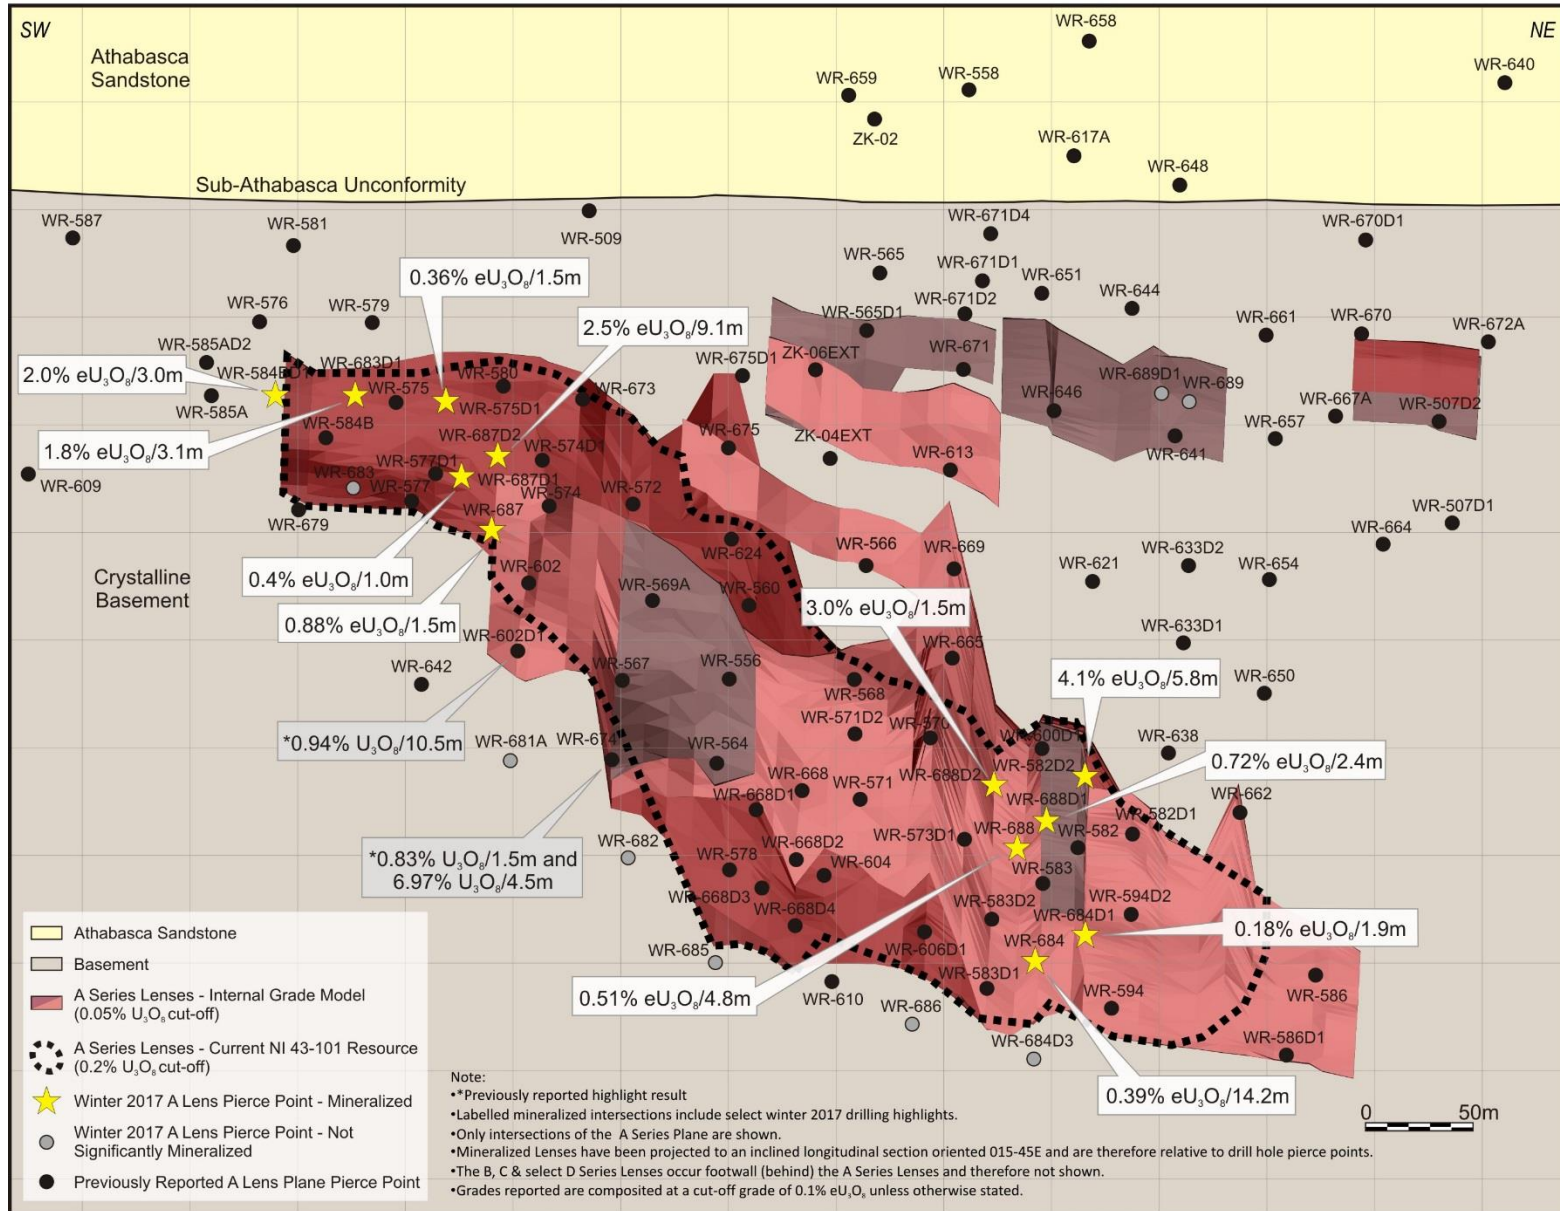 SW
NE
Athabasca
Sandstone
WR-658
WR-640
WR-659
WR-558
ZK-02
WR-617A
WR-648
Sub-Athabasca Unconformity
WR-587
WR-581
WR-509
WR-671D4
WR-670D1
WR-565
WR-671D1
WR-651
0.36% eU₃O₈/1.5m
WR-576
WR-579
WR-565D1
WR-671D2
WR-644
WR-661
WR-670
WR-672A
2.5% eU₃O₈/9.1m
WR-585AD2
WR-683D1
WR-675D1
ZK-06EXT
WR-671
2.0% eU₃O₈/3.0m
WR-584BD1
WR-575
WR-580
WR-673
WR-689D1
WR-689
WR-585A
WR-575D1
WR-646
WR-667A
WR-507D2
1.8% eU₃O₈/3.1m
WR-584B
WR-687D2
WR-574D1
WR-675
ZK-04EXT
WR-613
WR-641
WR-657
WR-609
WR-683
WR-577D1
WR-687D1
WR-577
WR-574
WR-572
WR-679
WR-687
WR-507D1
WR-664
WR-624
WR-566
WR-669
WR-621
WR-633D2
WR-654
Crystalline
Basement
0.4% eU₃O₈/1.0m
WR-602
WR-569A
WR-560
3.0% eU₃O₈/1.5m
0.88% eU₃O₈/1.5m
WR-602D1
WR-633D1
WR-642
WR-567
WR-556
WR-568
WR-665
4.1% eU₃O₈/5.8m
WR-650
*0.94% U₃O₈/10.5m
WR-681A
WR-674
WR-564
WR-571D2
WR-570
WR-600D1
WR-638
WR-668
WR-571
WR-688D2
WR-582D2
0.72% eU₃O₈/2.4m
WR-668D1
WR-688D1
WR-662
WR-682
WR-573D1
WR-688
WR-582
WR-582D1
*0.83% U₃O₈/1.5m and
6.97% U₃O₈/4.5m
WR-578
WR-668D2
WR-604
WR-583
WR-668D3
WR-668D4
WR-583D2
WR-594D2
WR-684D1
WR-685
WR-606D1
WR-684
0.18% eU₃O₈/1.9m
WR-610
WR-583D1
WR-594
WR-586
0.51% eU₃O₈/4.8m
WR-686
WR-684D3
WR-586D1
0.39% eU₃O₈/14.2m
Athabasca Sandstone
Basement
A Series Lenses - Internal Grade Model
(0.05% U₃O₈ cut-off)
A Series Lenses - Current NI 43-101 Resource
(0.2% U₃O₈ cut-off)
Winter 2017 A Lens Pierce Point - Mineralized
Winter 2017 A Lens Pierce Point - Not
Significantly Mineralized
Previously Reported A Lens Plane Pierce Point
Note:
•*Previously reported highlight result
•Labelled mineralized intersections include select winter 2017 drilling highlights.
•Only intersections of the A Series Plane are shown.
•Mineralized Lenses have been projected to an inclined longitudinal section oriented 015-45E and are therefore relative to drill hole pierce points.
•The B, C & select D Series Lenses occur footwall (behind) the A Series Lenses and therefore not shown.
•Grades reported are composited at a cut-off grade of 0.1% eU₃O₈ unless otherwise stated.
0 50m